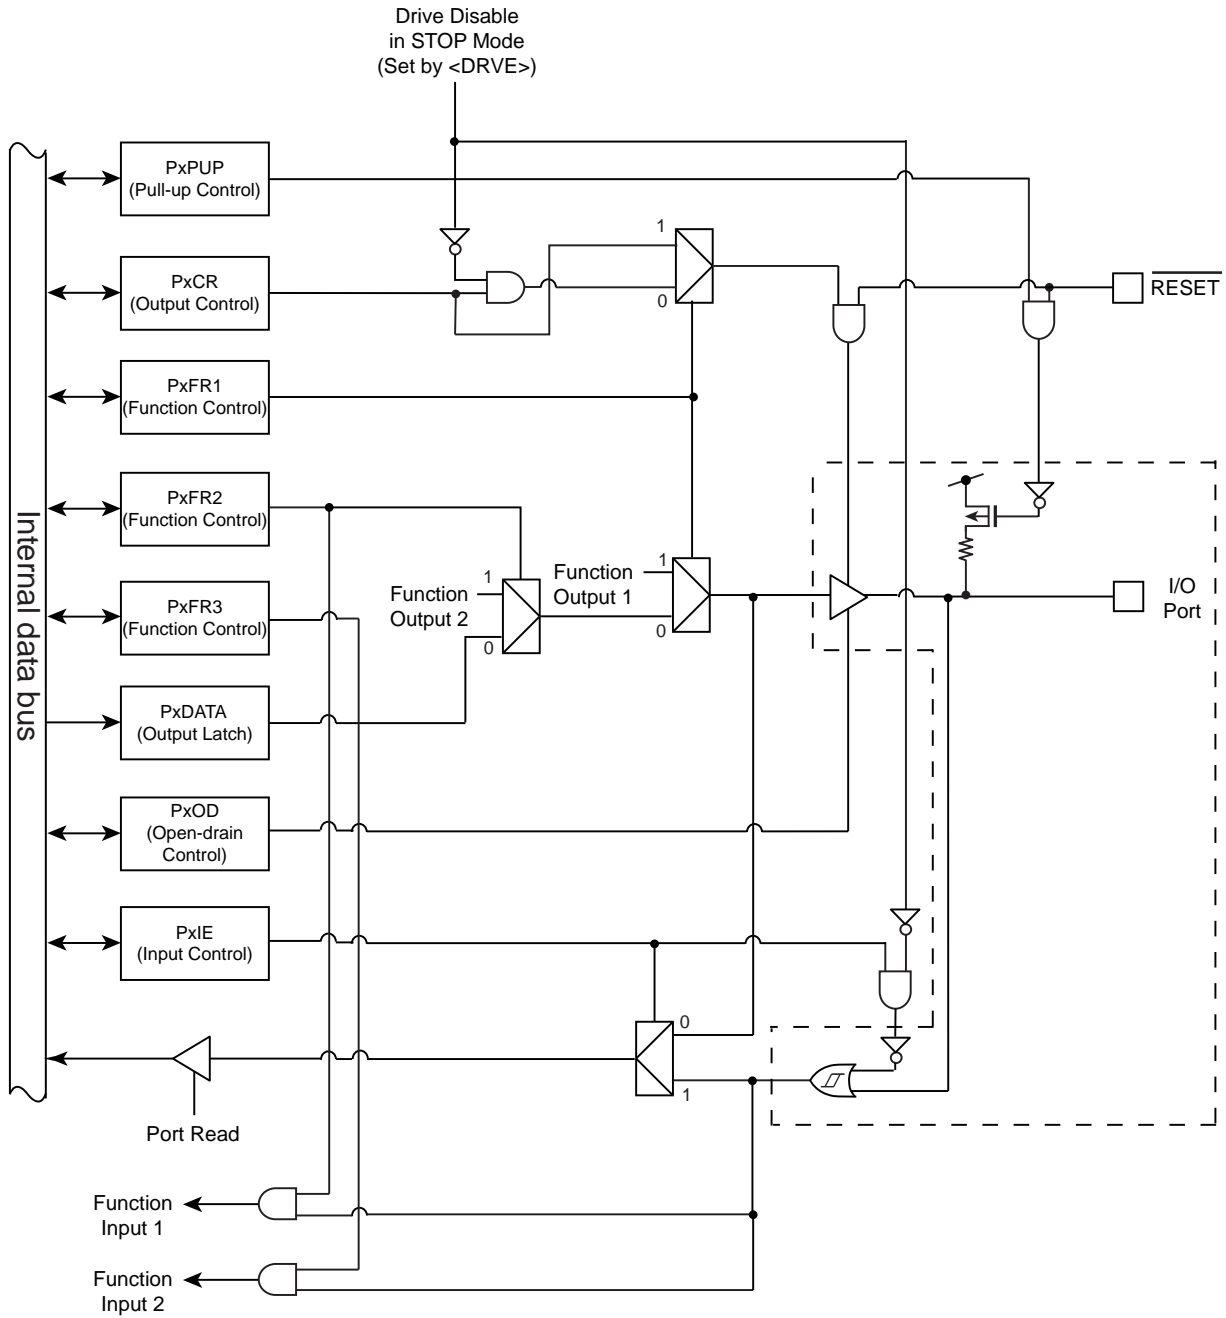 Drive Disable
in STOP Mode
(Set by <DRVE>)
PxPUP
(Pull-up Control)
1
PxCR
(Output Control)
0
RESET
PxFR1
(Function Control)
PxFR2
(Function Control)
Internal data bus
1
Function
Output 2
0
1
Function
Output 1
0
I/O
Port
PxFR3
(Function Control)
PxDATA
(Output Latch)
PxOD
(Open-drain
Control)
PxIE
(Input Control)
0
1
Port Read
Function
Input 1
Function
Input 2